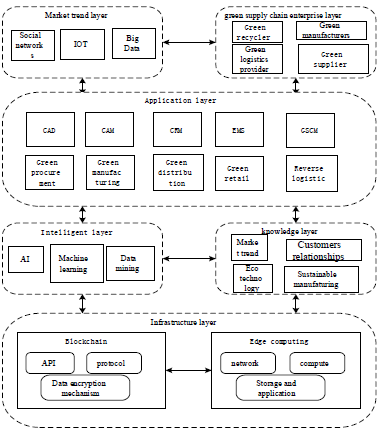 Market trend layer
Social
network
s
IOT
Big
Data
green supply chain enterprise layer
Green
recycler
Green
manufacturers
Green
logistics
provider
Green
supplier
Application layer
CAD
CAM
CRM
EMS
GSCM
Green
procure
ment
Green
manufac
turing
Green
distribu
tion
Green
retail
Reverse
logistic
Intelligent layer
AI
Machine
learning
Data
mining
knowledge layer
Marke
t trend
Customers
relationships
Eco
techno
logy
Sustainable
manufaturing
Infrastructure layer
Blockchain
API
protocol
Data encryption
mechanism
Edge computing
network
compute
Storage and
application